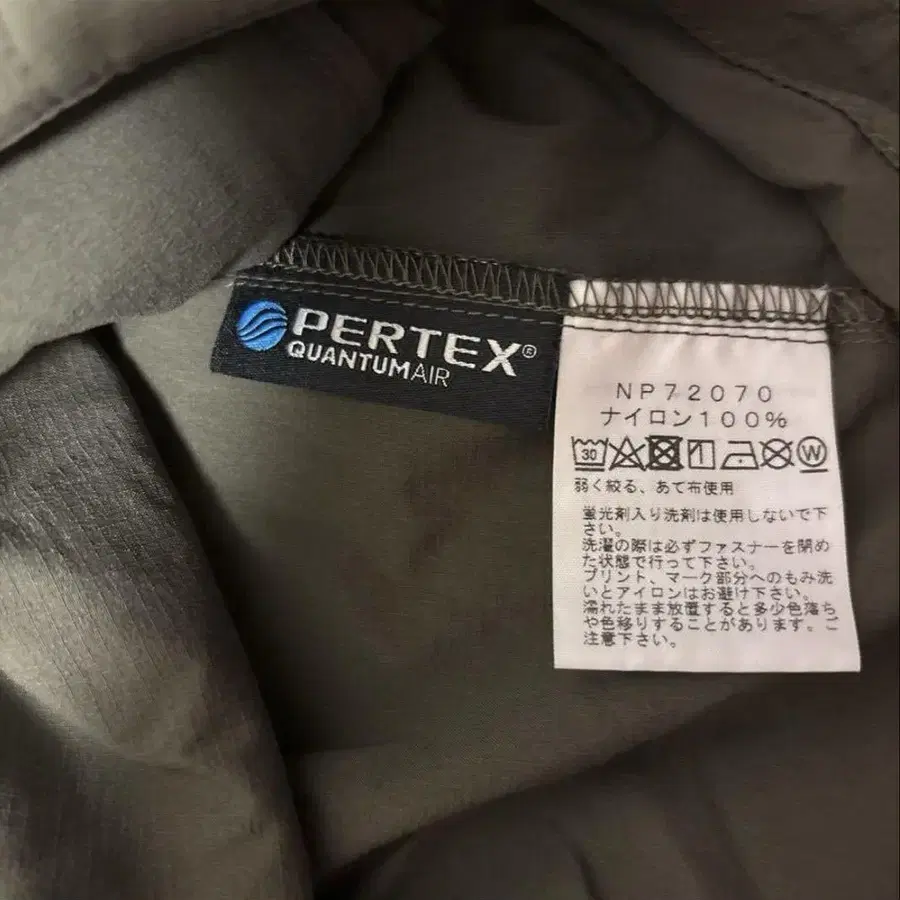 PERTEX®
QUANTUMAIR
NP72070
ナイロン100%
30 W
弱く絞る、あて布使用
蛍光剤入り洗剤は使用しないで下
さい。
洗濯の際は必ずファスナーを閉め
た状態で行って下さい。
プリント、マーク部分へのもみ洗
いとアイロンはお避け下さい。
濡れたまま放置すると多少色落ち
や色移りすることがあります。ご
注意下さい。